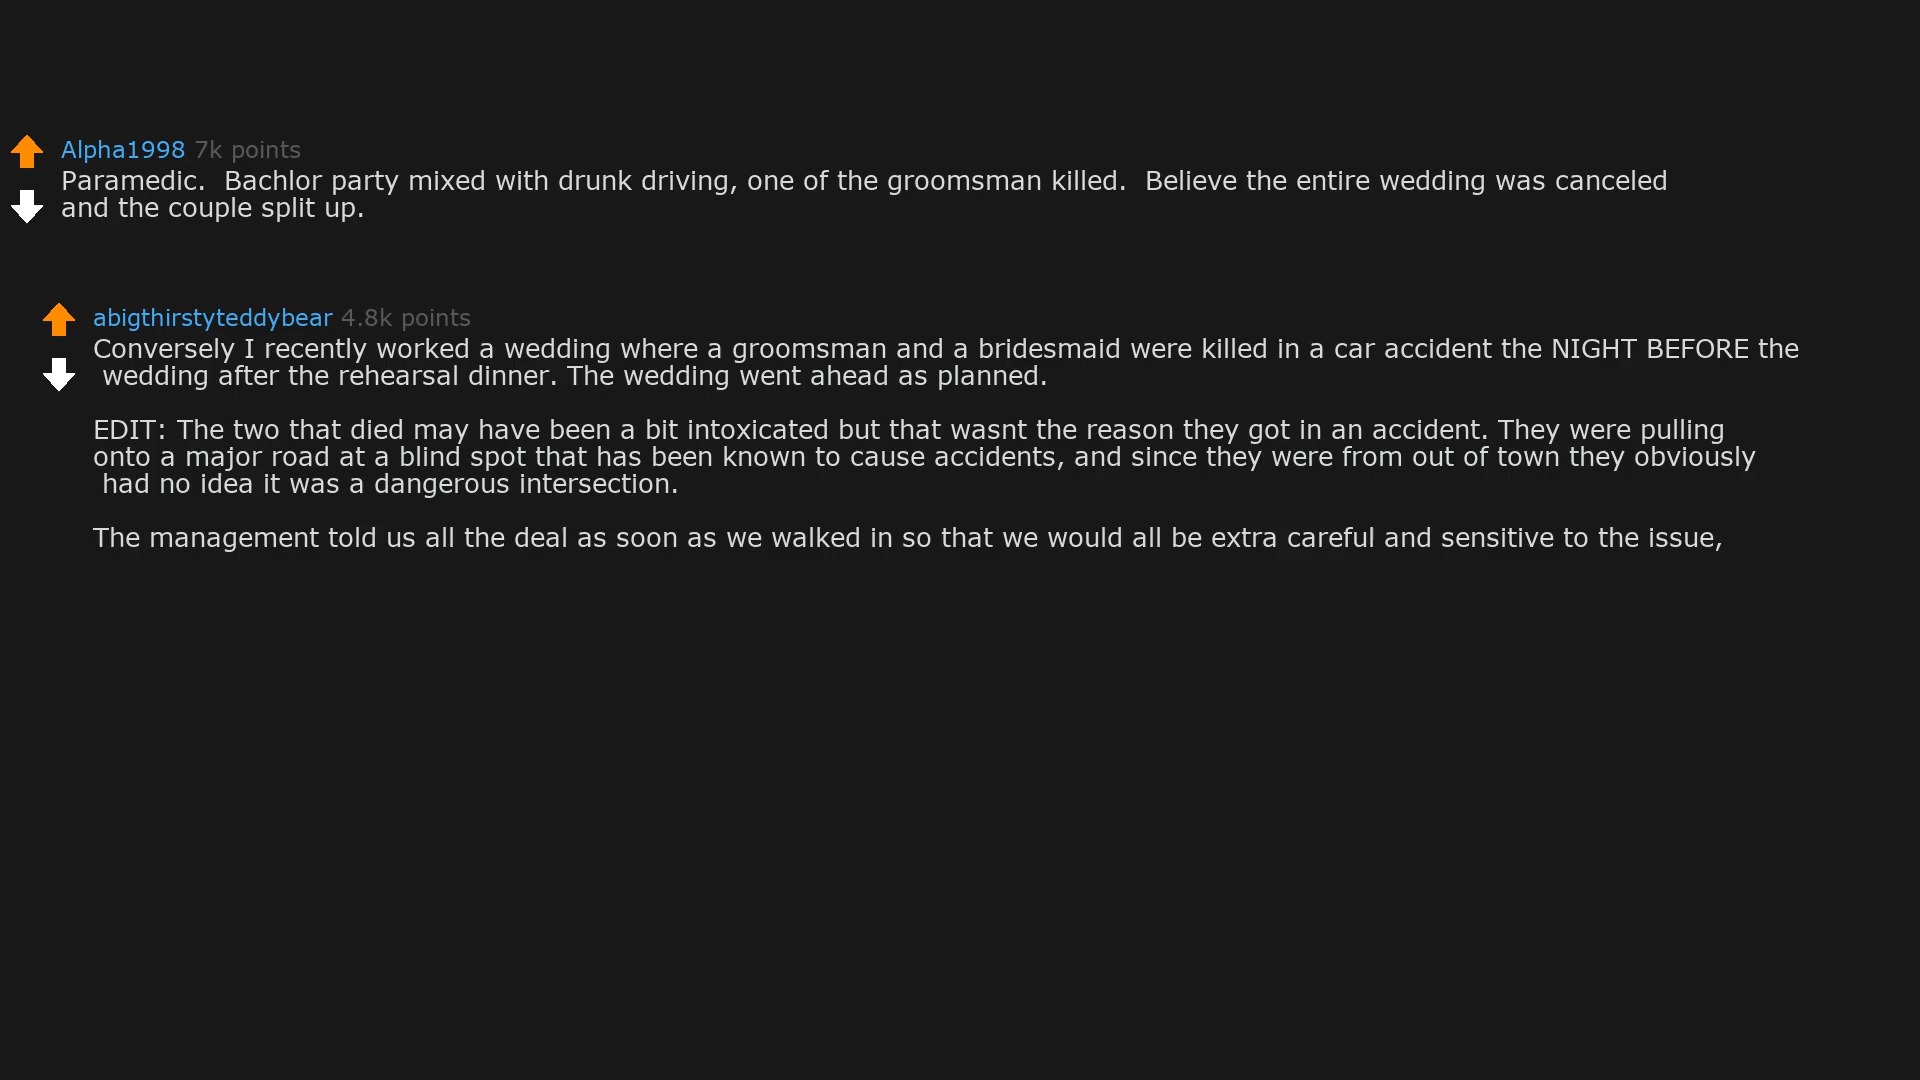 Alpha1998 7k points
Paramedic.  Bachlor party mixed with drunk driving, one of the groomsman killed.  Believe the entire wedding was canceled
and the couple split up.
abigthirstyteddybear 4.8k points
Conversely I recently worked a wedding where a groomsman and a bridesmaid were killed in a car accident the NIGHT BEFORE the
wedding after the rehearsal dinner. The wedding went ahead as planned.
EDIT: The two that died may have been a bit intoxicated but that wasnt the reason they got in an accident. They were pulling
onto a major road at a blind spot that has been known to cause accidents, and since they were from out of town they obviously
had no idea it was a dangerous intersection.
The management told us all the deal as soon as we walked in so that we would all be extra careful and sensitive to the issue,